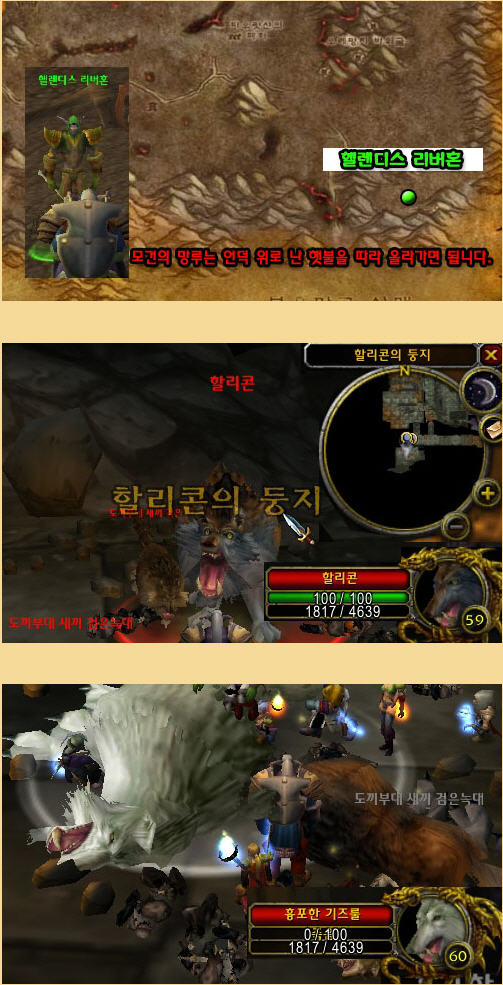 헬렌디스 리버혼
헬렌디스 리버혼
모건의 망루는 언덕 위로 난 횃불을 따라 올라가면 됩니다.
할리콘의 둥지
N
할리콘
할리콘의 둥지
할리콘
100 / 100
1817 / 4639
59
도끼부대 새끼 검은늑대
도끼부대 새끼 검은늑대
흉포한 기즈룰
0 / 100
1817 / 4639
60